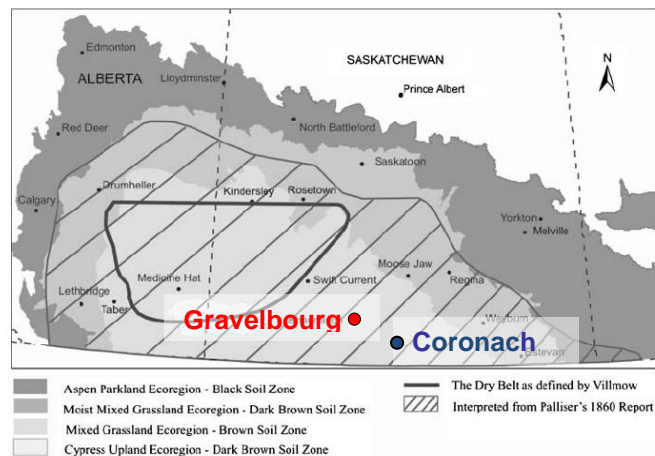 Edmonton
ALBERTA
Lloydminster
SASKATCHEWAN
Prince Albert
N
Red Deer
North Battleford
Saskatoon
Drumheller
Kindersley
Rosetown
Calgary
Yorkton
Melville
Moose Jaw
Regina
Medicine Hat
Swift Current
Lethbridge
Taber
Gravelbourg
Weyburn
Coronach
Estevan
Aspen Parkland Ecoregion - Black Soil Zone
Moist Mixed Grassland Ecoregion - Dark Brown Soil Zone
Mixed Grassland Ecoregion - Brown Soil Zone
Cypress Upland Ecoregion - Dark Brown Soil Zone
The Dry Belt as defined by Villmow
Interpreted from Palliser's 1860 Report